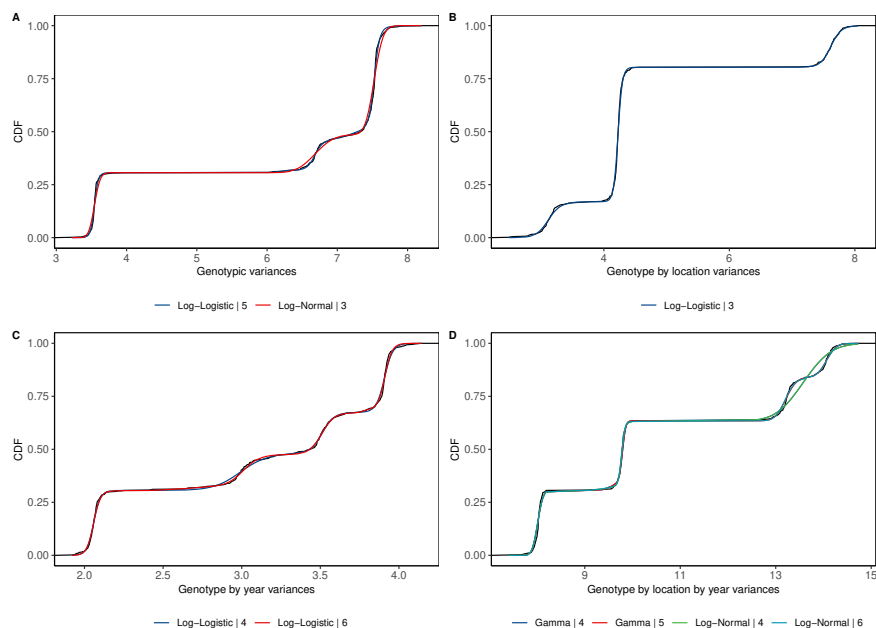 A
1.00
0.75
0.50
0.25
0.00
CDF
3 4 5 6 7 8
Genotypic variances
Log−Logistic | 5 Log−Normal | 3
B
1.00
0.75
0.50
0.25
0.00
CDF
4 6 8
Genotype by location variances
Log−Logistic | 3
C
1.00
0.75
0.50
0.25
0.00
CDF
2.0 2.5 3.0 3.5 4.0
Genotype by year variances
Log−Logistic | 4 Log−Logistic | 6
D
1.00
0.75
0.50
0.25
0.00
CDF
9 11 13 15
Genotype by location by year variances
Gamma | 4 Gamma | 5 Log−Normal | 4 Log−Normal | 6